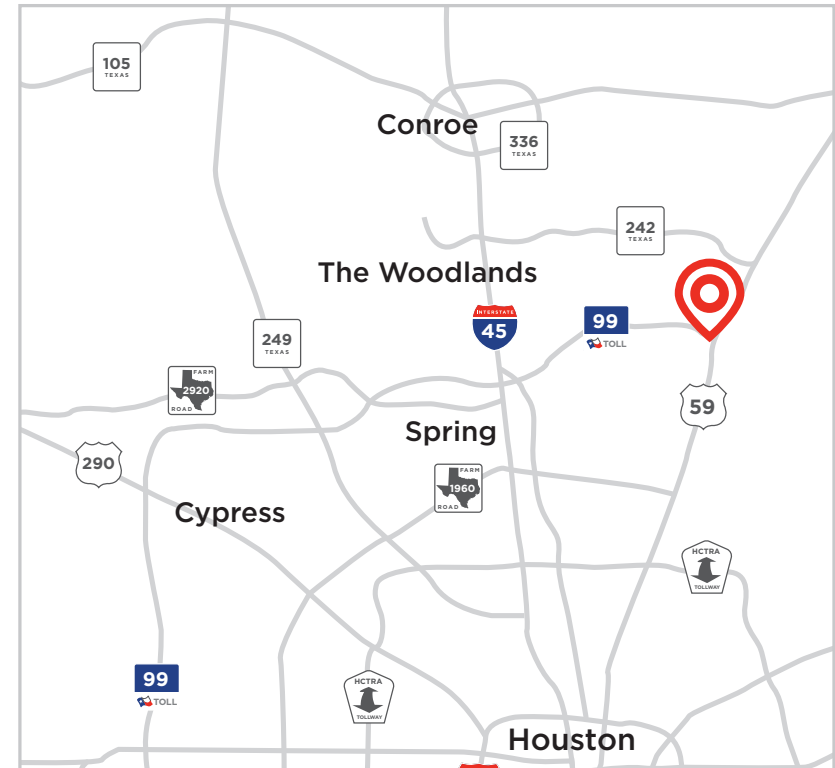 105
TEXAS
Conroe
336
TEXAS
242
TEXAS
The Woodlands
INTERSTATE
45
99
TOLL
249
TEXAS
FARM
2920
ROAD
59
Spring
290
FARM
1960
ROAD
Cypress
HCTRA
TOLLWAY
99
TOLL
HCTRA
TOLLWAY
Houston